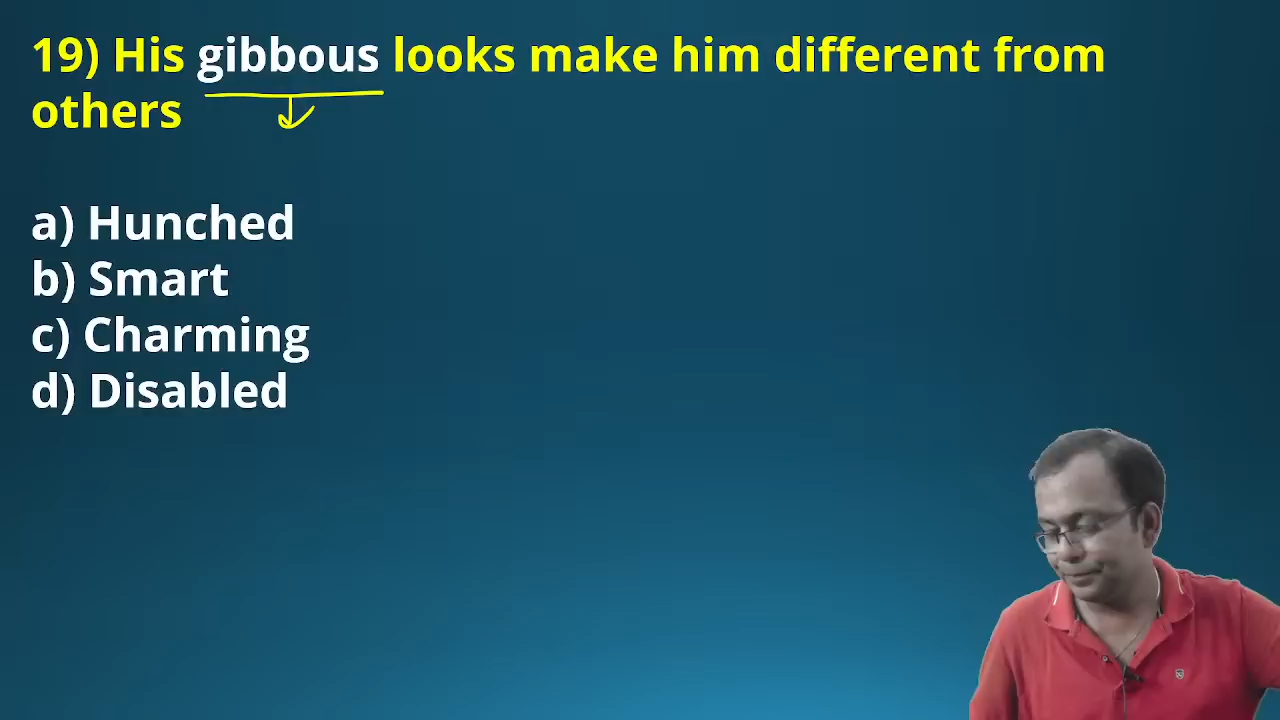 19) His gibbous looks make him different from
others
a) Hunched
b) Smart
c) Charming
d) Disabled